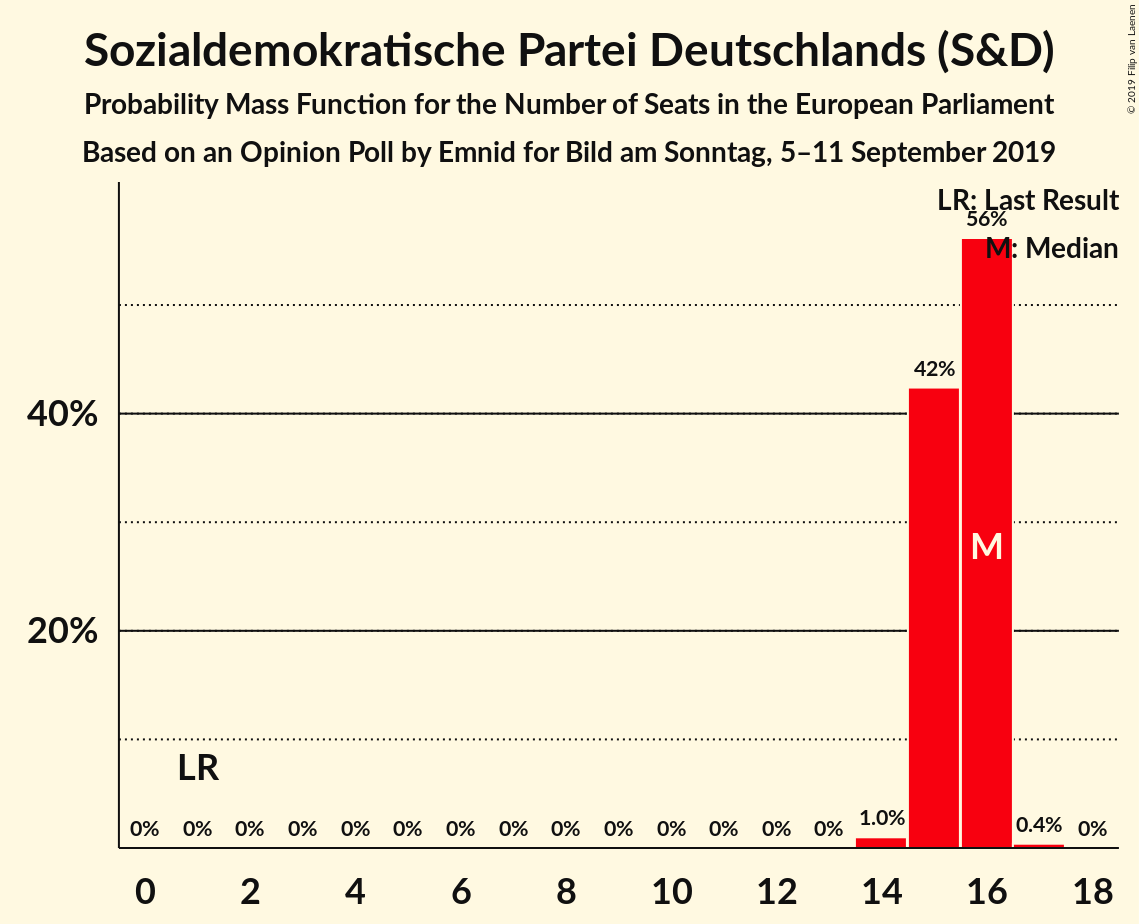 Sozialdemokratische Partei Deutschlands (S&D)
Probability Mass Function for the Number of Seats in the European Parliament
Based on an Opinion Poll by Emnid for Bild am Sonntag, 5–11 September 2019
© 2019 Filip van Laenen
LR: Last Result
56%
M: Median
42%
40%
M
20%
LR
0% 0% 0% 0% 0% 0% 0% 0% 0% 0% 0% 0% 0% 0% 1.0% 0.4% 0%
0 2 4 6 8 10 12 14 16 18